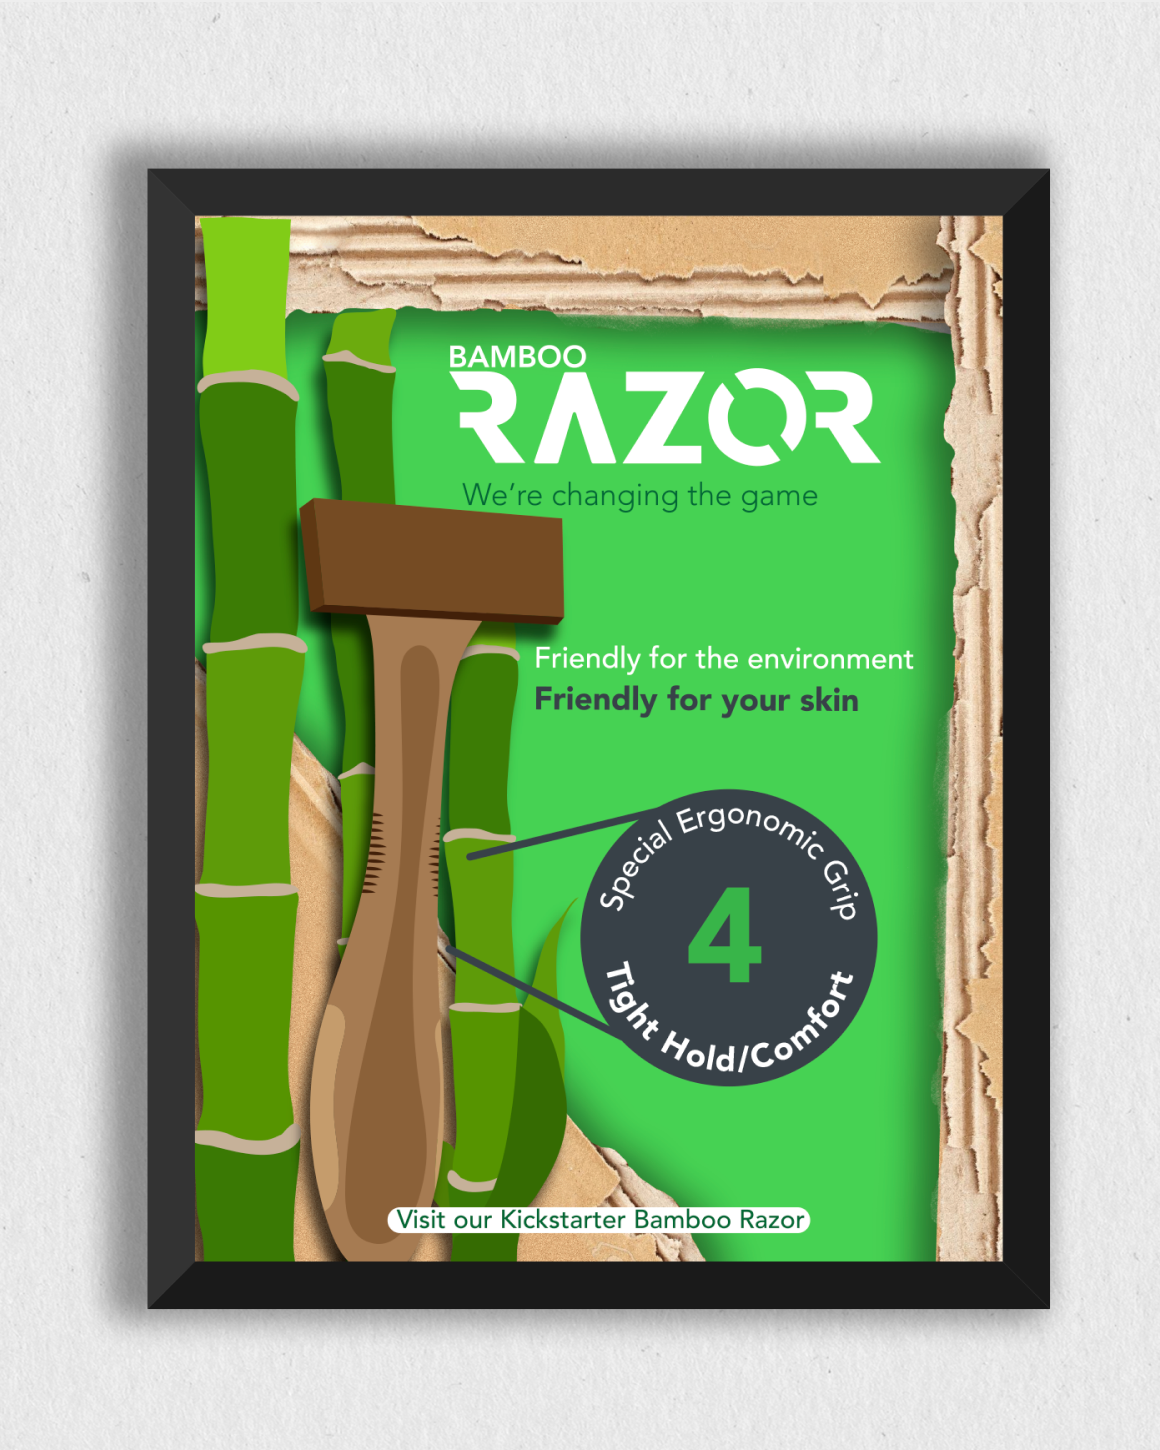 BAMBOO
RAZOR
We're changing the game
Friendly for the environment
Friendly for your skin
Special Ergonomic Grip
4
Tight Hold/Comfort
Visit our Kickstarter Bamboo Razor